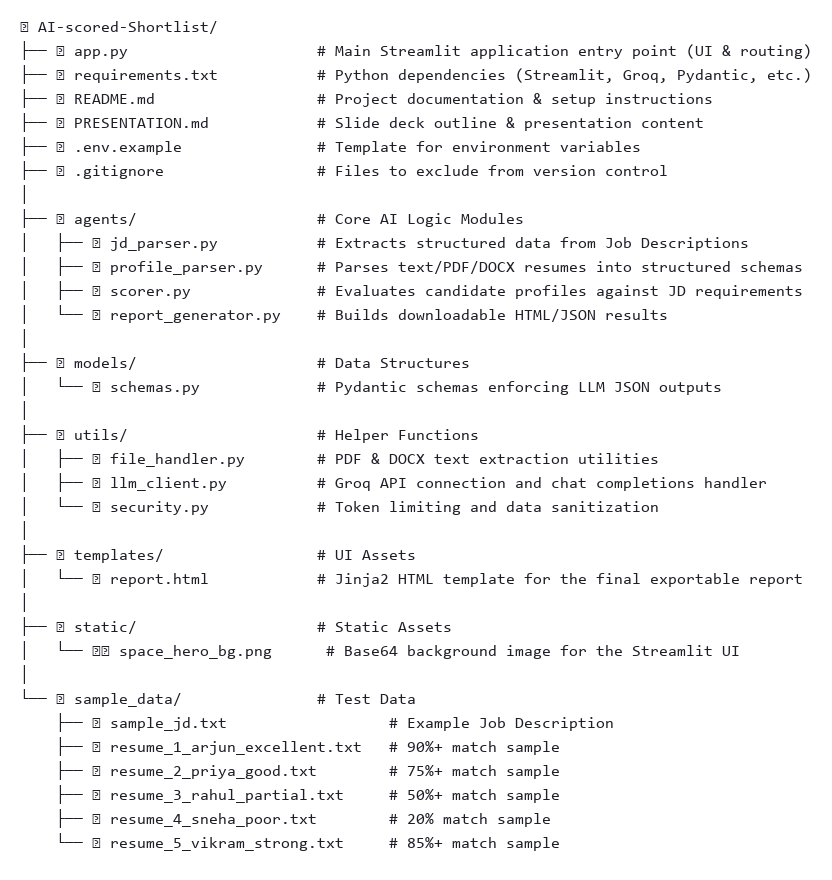 AI-scored-Shortlist/
├── app.py                        # Main Streamlit application entry point (UI & routing)
├── requirements.txt              # Python dependencies (Streamlit, Groq, Pydantic, etc.)
├── README.md                     # Project documentation & setup instructions
├── PRESENTATION.md               # Slide deck outline & presentation content
├── .env.example                  # Template for environment variables
├── .gitignore                    # Files to exclude from version control
│
├── agents/                       # Core AI Logic Modules
│   ├── jd_parser.py              # Extracts structured data from Job Descriptions
│   ├── profile_parser.py         # Parses text/PDF/DOCX resumes into structured schemas
│   ├── scorer.py                 # Evaluates candidate profiles against JD requirements
│   └── report_generator.py       # Builds downloadable HTML/JSON results
│
├── models/                       # Data Structures
│   └── schemas.py                # Pydantic schemas enforcing LLM JSON outputs
│
├── utils/                        # Helper Functions
│   ├── file_handler.py           # PDF & DOCX text extraction utilities
│   ├── llm_client.py             # Groq API connection and chat completions handler
│   └── security.py               # Token limiting and data sanitization
│
├── templates/                    # UI Assets
│   └── report.html               # Jinja2 HTML template for the final exportable report
│
├── static/                       # Static Assets
│   └── space_hero_bg.png         # Base64 background image for the Streamlit UI
│
└── sample_data/                  # Test Data
    ├── sample_jd.txt                  # Example Job Description
    ├── resume_1_arjun_excellent.txt   # 90%+ match sample
    ├── resume_2_priya_good.txt        # 75%+ match sample
    ├── resume_3_rahul_partial.txt     # 50%+ match sample
    ├── resume_4_sneha_poor.txt        # 20% match sample
    └── resume_5_vikram_strong.txt     # 85%+ match sample